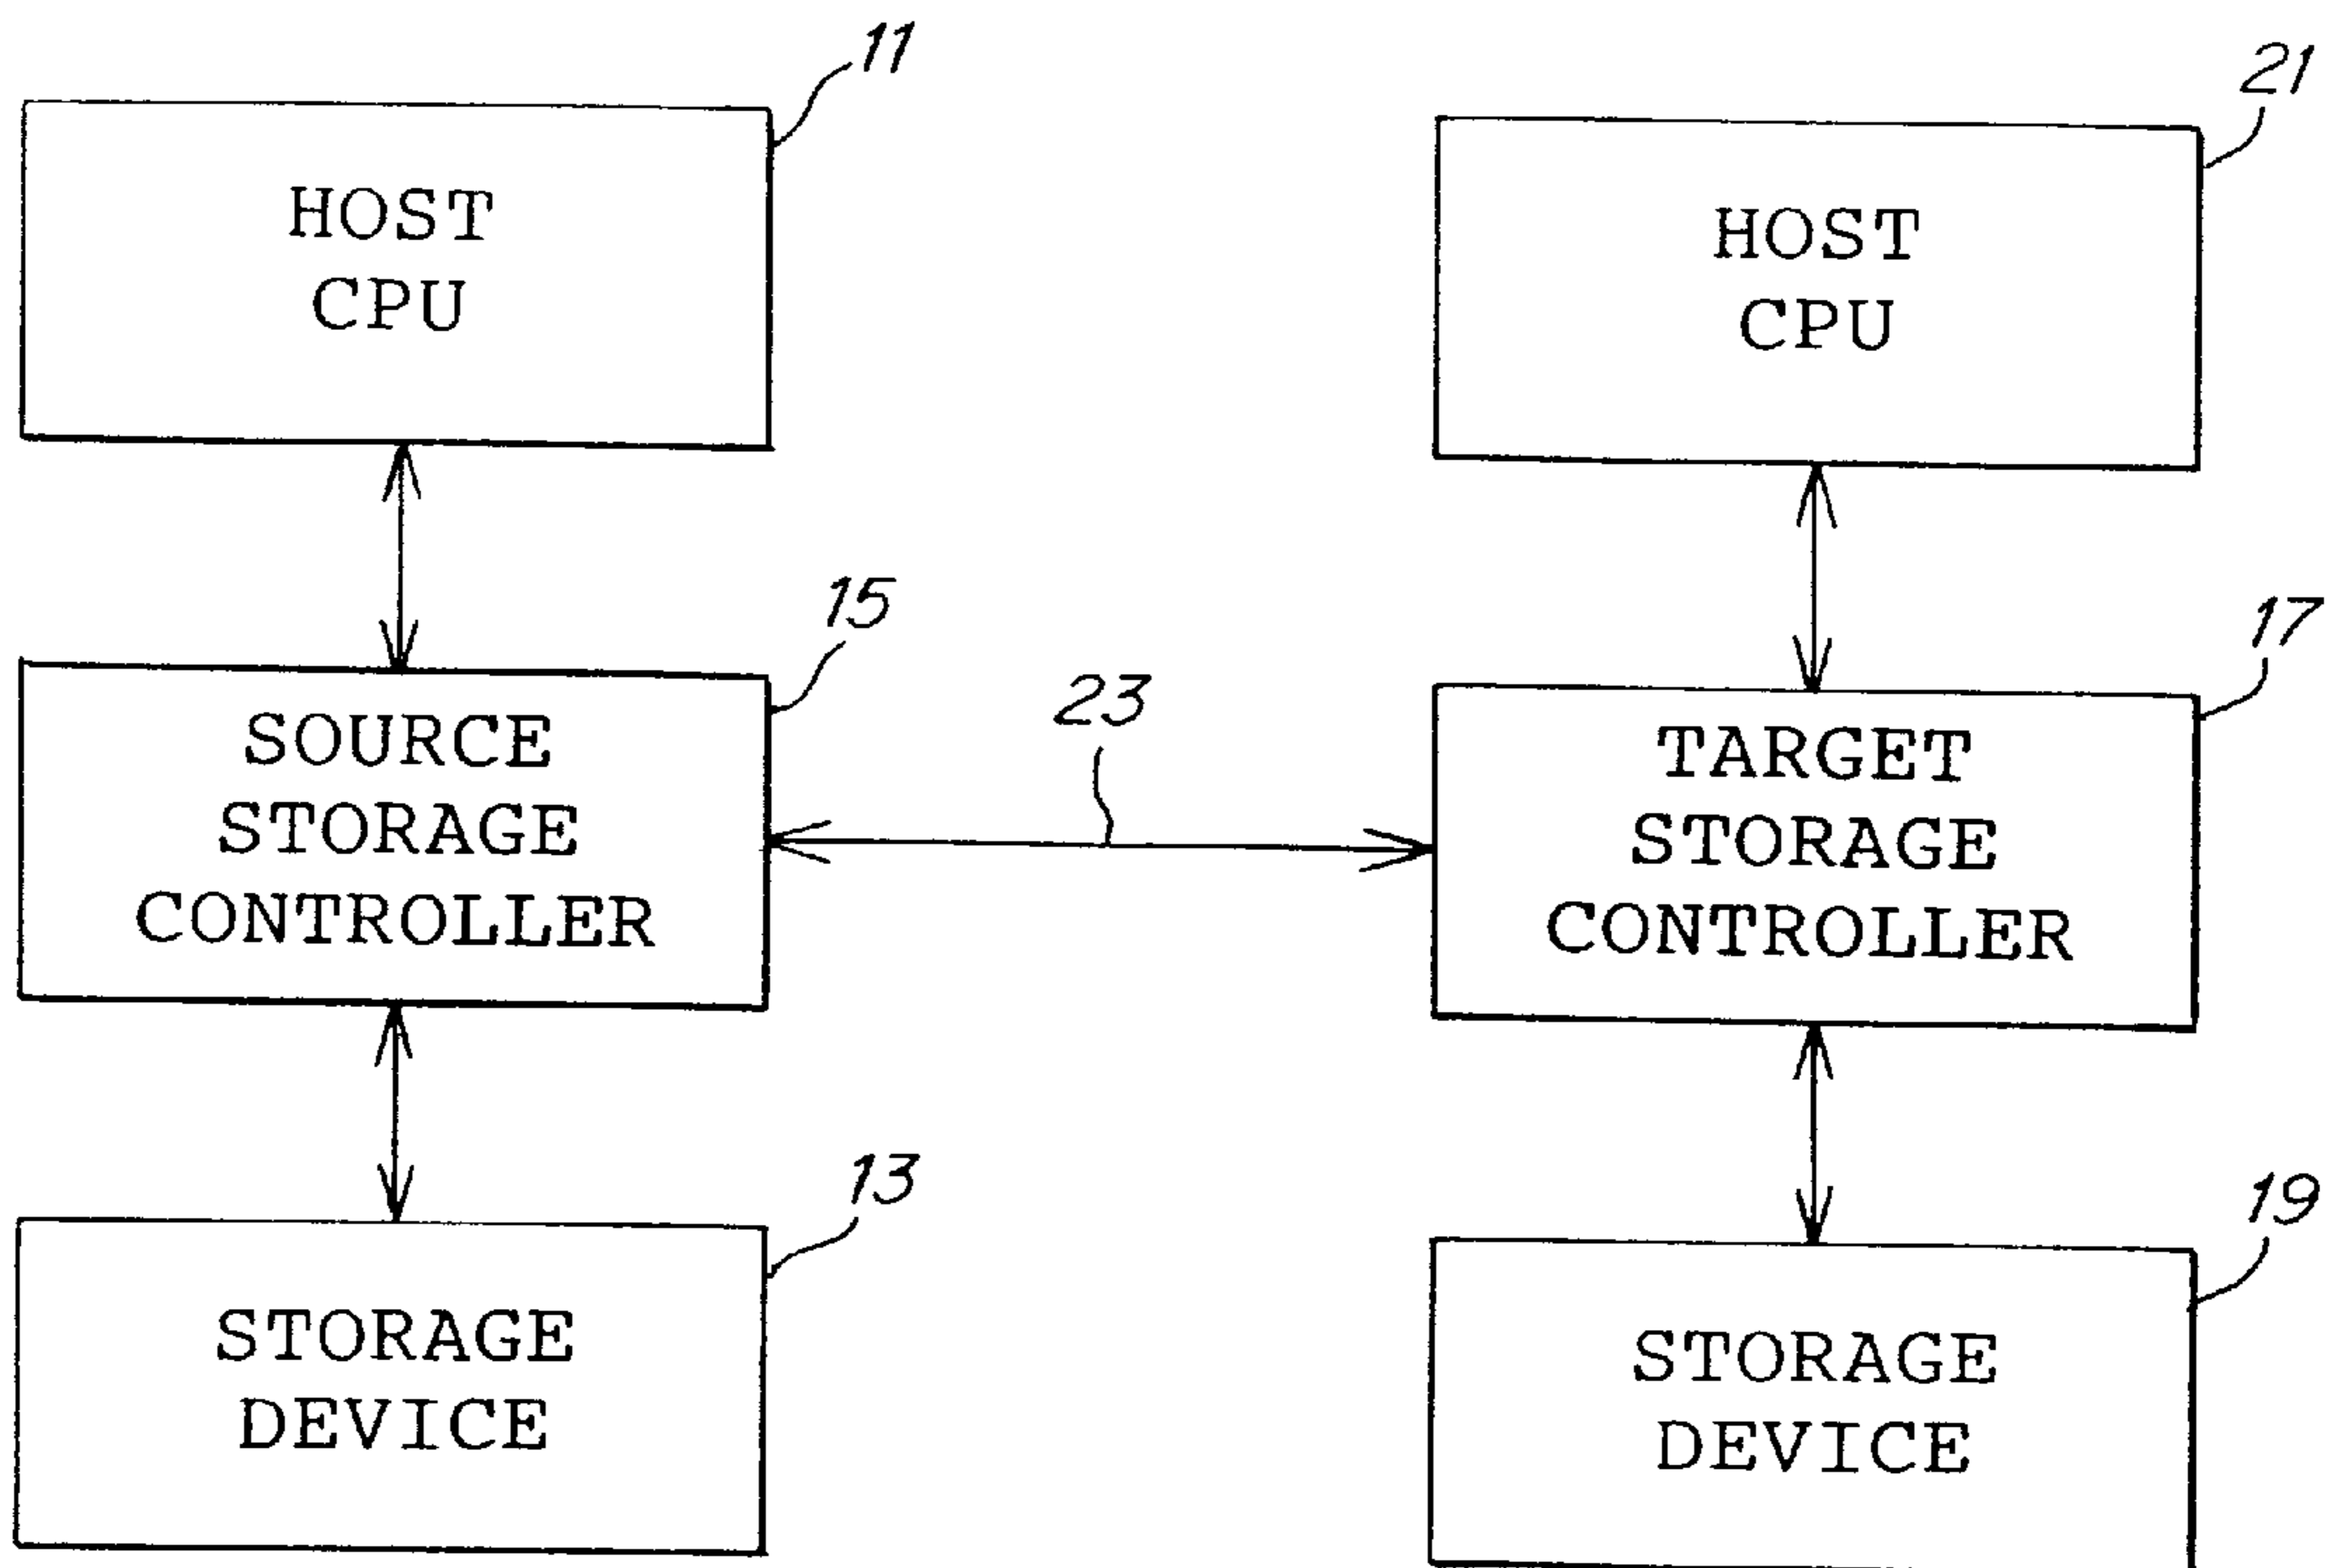 11
HOST
CPU
21
HOST
CPU
15
SOURCE
STORAGE
CONTROLLER
23
17
TARGET
STORAGE
CONTROLLER
13
STORAGE
DEVICE
19
STORAGE
DEVICE